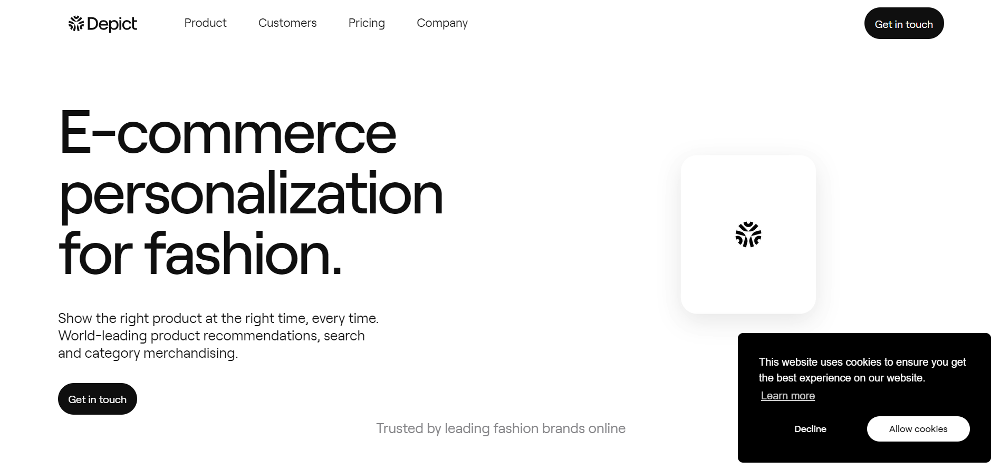 Depict
Product
Customers
Pricing
Company
Get in touch
E-commerce
personalization
for fashion.
Show the right product at the right time, every time.
World-leading product recommendations, search
and category merchandising.
Get in touch
Trusted by leading fashion brands online
This website uses cookies to ensure you get
the best experience on our website.
Learn more
Decline
Allow cookies